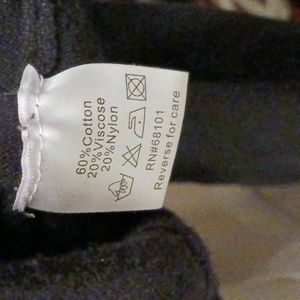 60%Cotton
20%Viscose
20%Nylon
RN#68101
Reverse for care